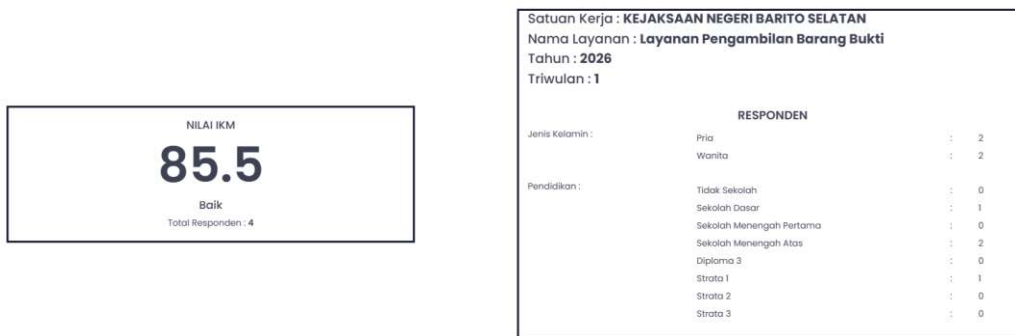 NILAI IKM
85.5
Baik
Total Responden : 4
Satuan Kerja : KEJAKSAAN NEGERI BARITO SELATAN
Nama Layanan : Layanan Pengambilan Barang Bukti
Tahun : 2026
Triwulan : 1
RESPONDEN
Jenis Kelamin : Pria : 2
Wanita : 2
Pendidikan : Tidak Sekolah : 0
Sekolah Dasar : 1
Sekolah Menengah Pertama : 0
Sekolah Menengah Atas : 2
Diploma 3 : 0
Strata 1 : 1
Strata 2 : 0
Strata 3 : 0